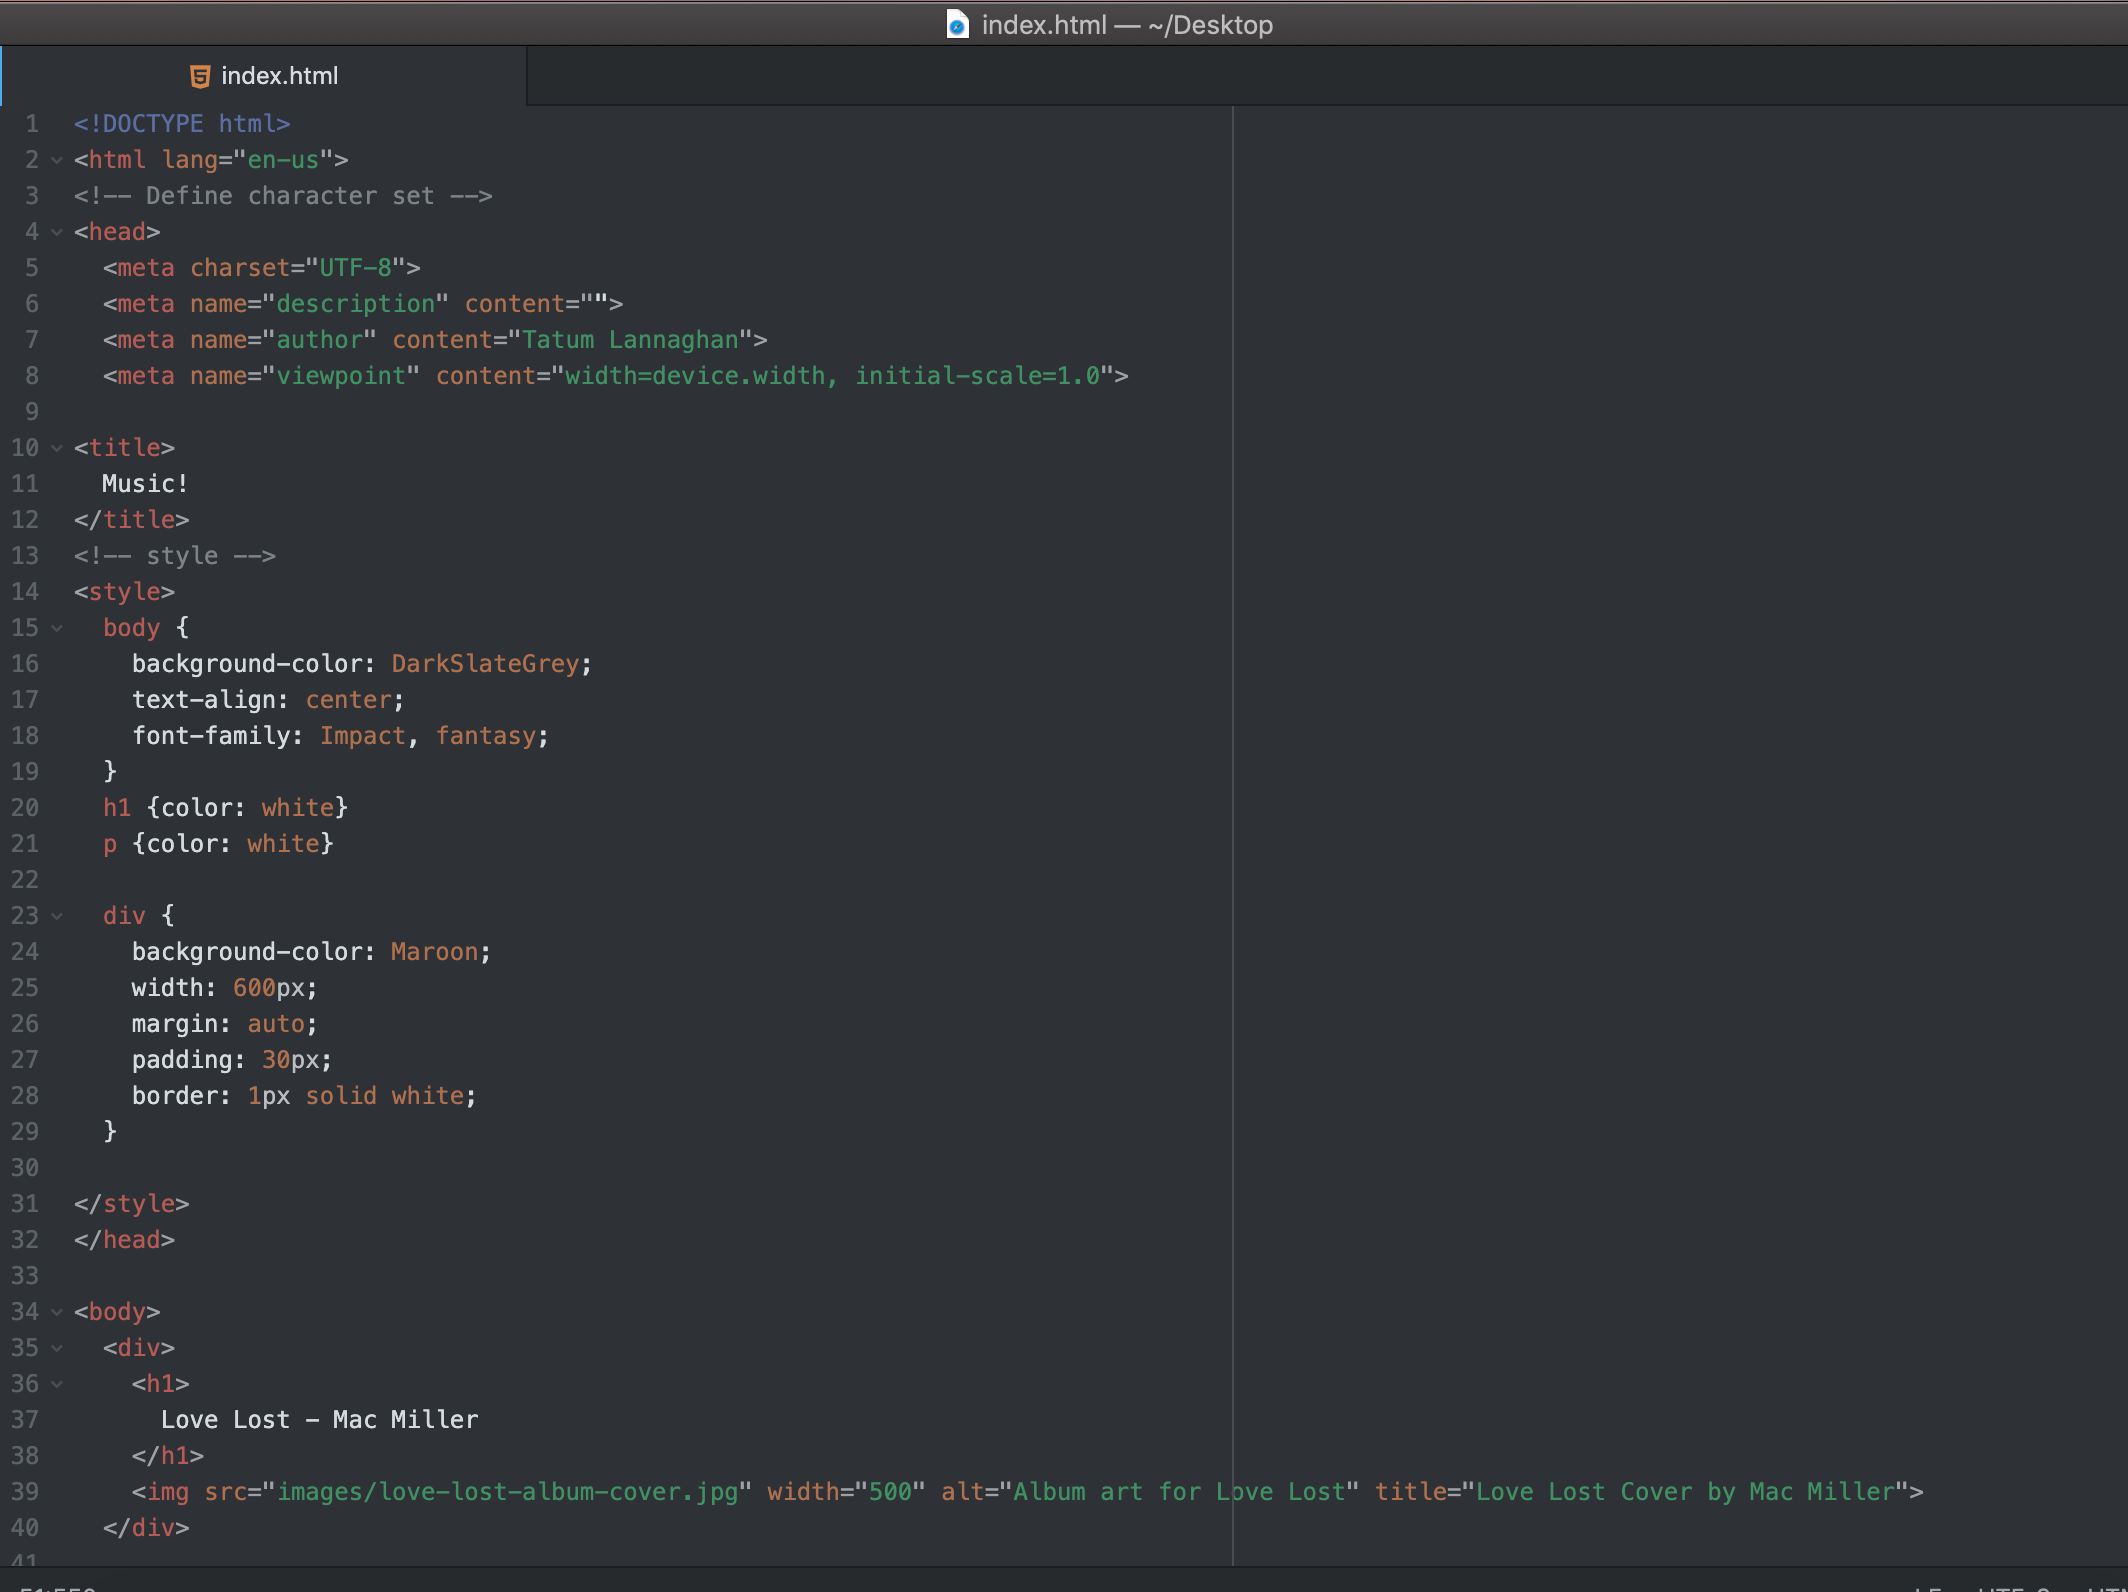 index.html — ~/Desktop
index.html
1 <!DOCTYPE html>
2 <html lang="en-us">
3 <!-- Define character set -->
4 <head>
5   <meta charset="UTF-8">
6   <meta name="description" content="">
7   <meta name="author" content="Tatum Lannaghan">
8   <meta name="viewpoint" content="width=device.width, initial-scale=1.0">
9
10 <title>
11   Music!
12 </title>
13 <!-- style -->
14 <style>
15   body {
16     background-color: DarkSlateGrey;
17     text-align: center;
18     font-family: Impact, fantasy;
19   }
20   h1 {color: white}
21   p {color: white}
22
23   div {
24     background-color: Maroon;
25     width: 600px;
26     margin: auto;
27     padding: 30px;
28     border: 1px solid white;
29   }
30
31 </style>
32 </head>
33
34 <body>
35   <div>
36     <h1>
37       Love Lost - Mac Miller
38     </h1>
39     <img src="images/love-lost-album-cover.jpg" width="500" alt="Album art for Love Lost" title="Love Lost Cover by Mac Miller">
40   </div>
41